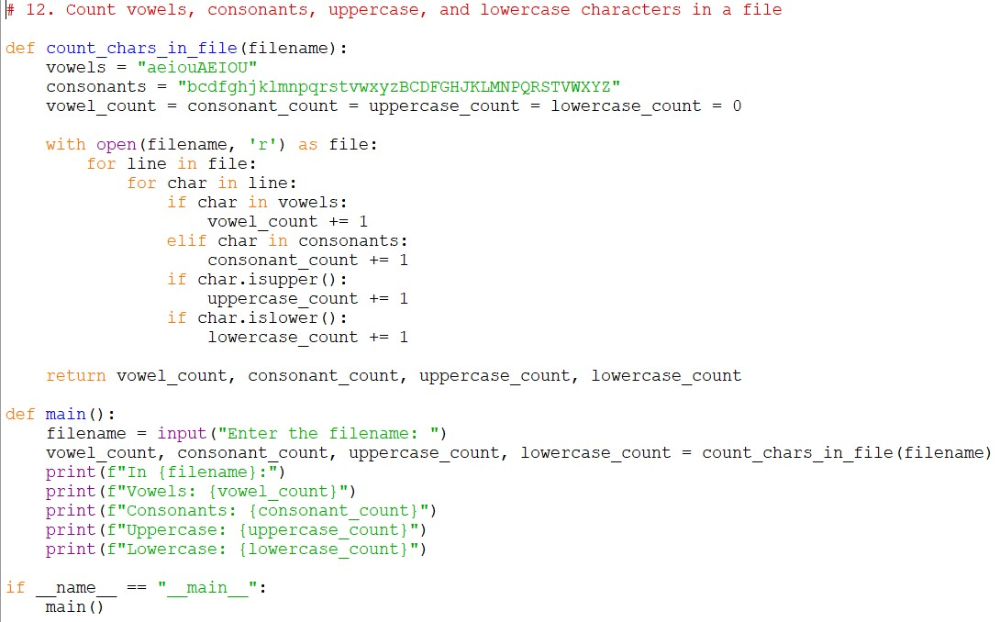 # 12. Count vowels, consonants, uppercase, and lowercase characters in a file

def count_chars_in_file(filename):
    vowels = "aeiouAEIOU"
    consonants = "bcdfghjklmnpqrstvwxyzBCDFGHJKLMNPQRSTVWXYZ"
    vowel_count = consonant_count = uppercase_count = lowercase_count = 0

    with open(filename, 'r') as file:
        for line in file:
            for char in line:
                if char in vowels:
                    vowel_count += 1
                elif char in consonants:
                    consonant_count += 1
                if char.isupper():
                    uppercase_count += 1
                if char.islower():
                    lowercase_count += 1

    return vowel_count, consonant_count, uppercase_count, lowercase_count

def main():
    filename = input("Enter the filename: ")
    vowel_count, consonant_count, uppercase_count, lowercase_count = count_chars_in_file(filename)
    print(f"In {filename}:")
    print(f"Vowels: {vowel_count}")
    print(f"Consonants: {consonant_count}")
    print(f"Uppercase: {uppercase_count}")
    print(f"Lowercase: {lowercase_count}")

if __name__ == "__main__":
    main()